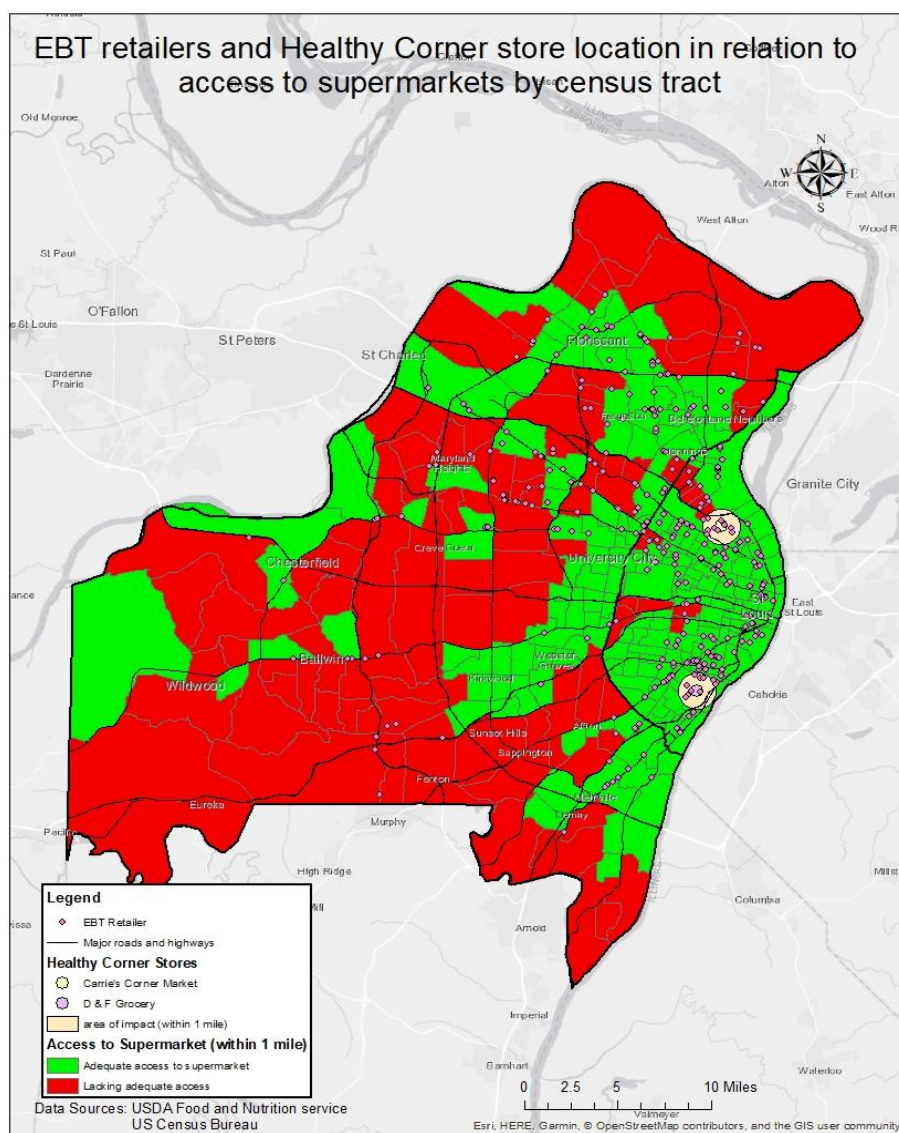 EBT retailers and Healthy Corner store location in relation to
access to supermarkets by census tract
Old Monroe
ILLINOIS
MISSOURI
N
W
E
S
Alton
East Alton
West Alton
St Paul
O'Fallon
St Peters
St Charles
Florissant
Dardenne
Prairie
Bellefontaine Neighbors
Jennings
Maryland
Heights
Granite City
Creve Coeur
University City
Chesterfield
East
St Louis
Webster
Groves
Ballwin
Kirkwood
Wildwood
Cahokia
Sunset Hills
Affton
Sappington
Fenton
Mehlville
Eureka
Lemay
Murphy
High Ridge
Columbia
Arnold
Imperial
Barnhart
Waterloo
Valmeyer
Legend
EBT Retailer
Major roads and highways
Healthy Corner Stores
Carrie's Corner Market
D & F Grocery
area of impact (within 1 mile)
Access to Supermarket (within 1 mile)
Adequate access to supermarket
Lacking adequate access
0 2.5 5 10 Miles
Data Sources: USDA Food and Nutrition service
US Census Bureau
Esri, HERE, Garmin, © OpenStreetMap contributors, and the GIS user community